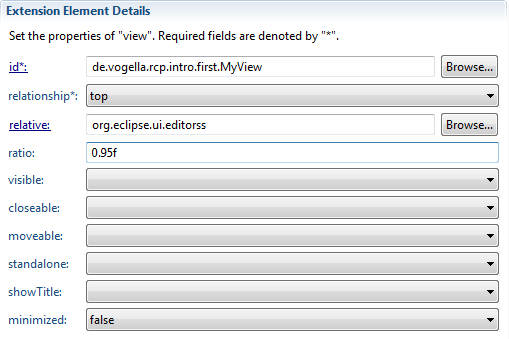 Extension Element Details
Set the properties of "view". Required fields are denoted by "*".
id*: de.vogella.rcp.intro.first.MyView Browse...
relationship*: top
relative: org.eclipse.ui.editorss Browse...
ratio: 0.95f
visible:
closeable:
moveable:
standalone:
showTitle:
minimized: false